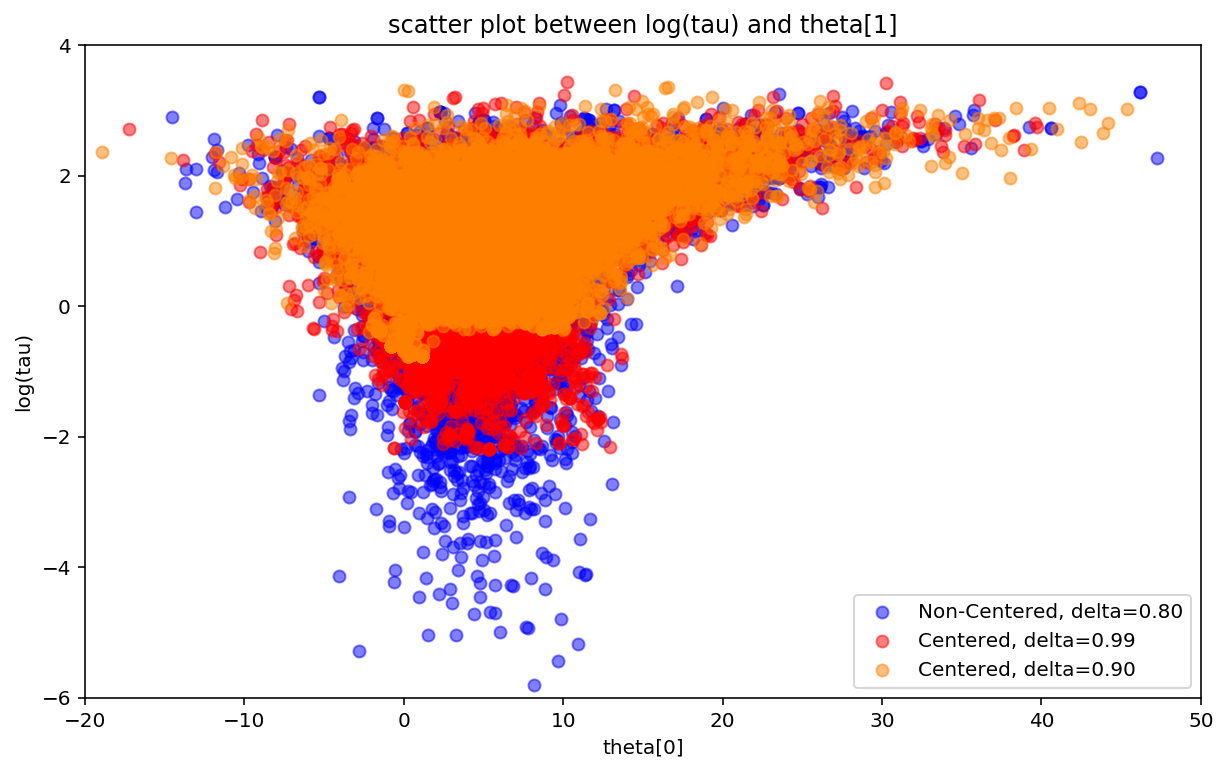 scatter plot between log(tau) and theta[1]
4
2
0
−2
−4
−6
log(tau)
−20 −10 0 10 20 30 40 50
theta[0]
Non-Centered, delta=0.80
Centered, delta=0.99
Centered, delta=0.90